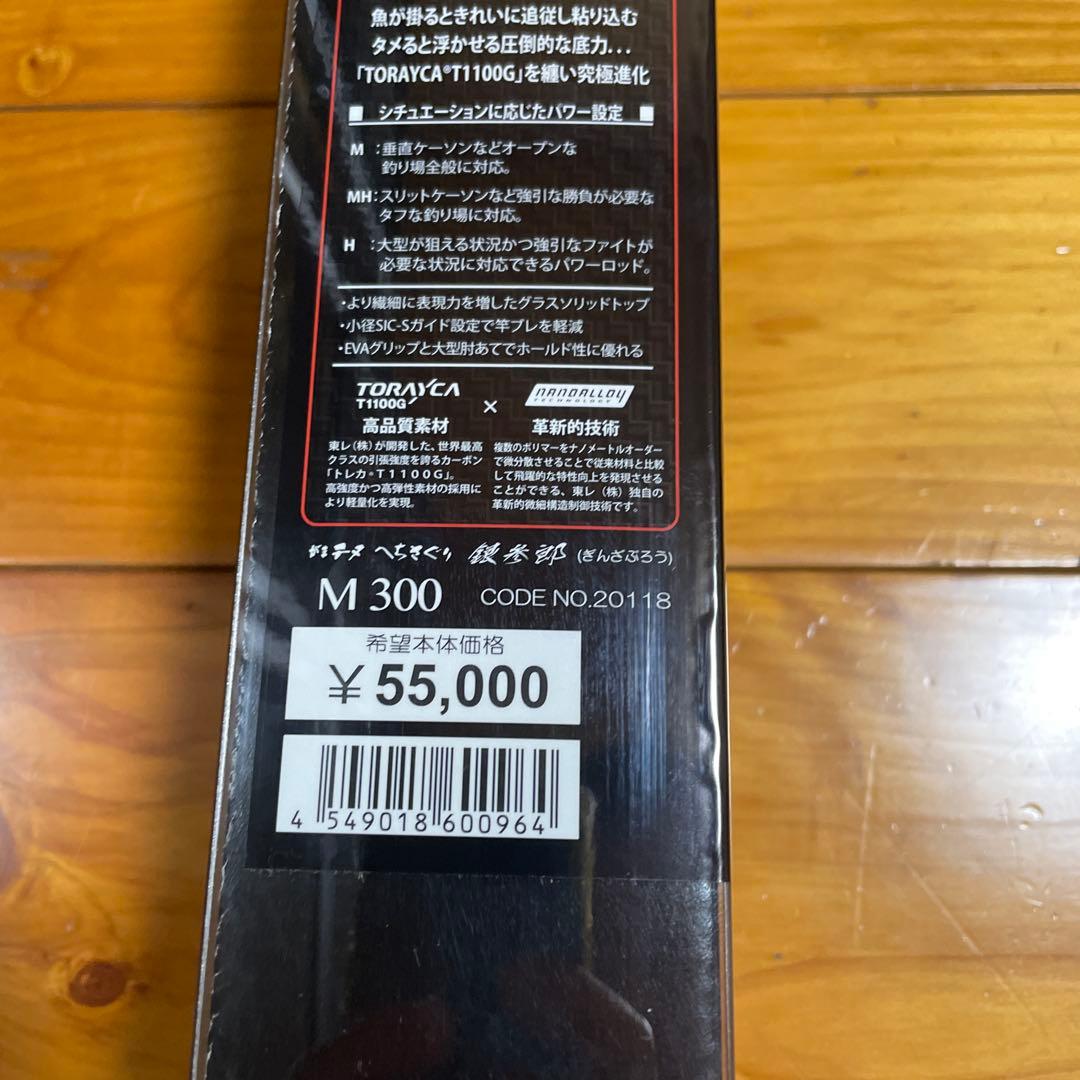 魚が掛るときれいに追従し粘り込む
タメると浮かせる圧倒的な底力...
「TORAYCA®T1100G」を纏い究極進化
■ シチュエーションに応じたパワー設定 ■
M :垂直ケーソンなどオープンな
釣り場全般に対応。
MH:スリットケーソンなど強引な勝負が必要な
タフな釣り場に対応。
H :大型が狙える状況かつ強引なファイトが
必要な状況に対応できるパワーロッド。
・より繊細に表現力を増したグラスソリッドトップ
・小径SIC-Sガイド設定で竿ブレを軽減
・EVAグリップと大型肘あてでホールド性に優れる
TORAYCA
T1100G
×
NANOALLOY
TECHNOLOGY
高品質素材
東レ(株)が開発した、世界最高
クラスの引張強度を誇るカーボン
「トレカ®T1100G」。
高強度かつ高弾性素材の採用に
より軽量化を実現。
革新的技術
複数のポリマーをナノメートルオーダー
で微分散させることで従来材料と比較
して飛躍的な特性向上を発現させる
ことができる、東レ(株)独自の
革新的微細構造制御技術です。
がまチヌ へちさぐり 銀参郎 (ぎんざぶろう)
M 300 CODE NO.20118
希望本体価格
¥ 55,000
4 549018 600964